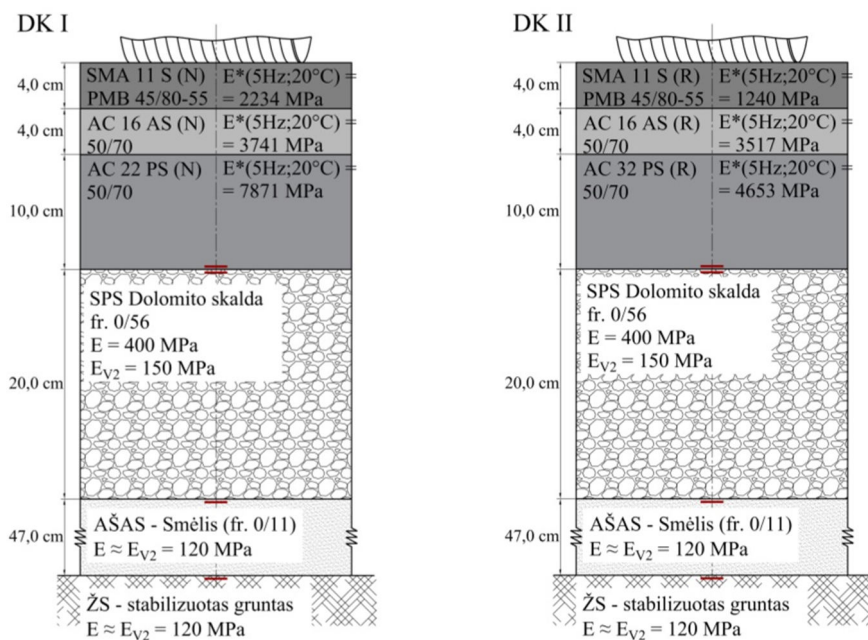 DK I
4,0 cm
SMA 11 S (N) E*(5Hz;20°C) =
PMB 45/80-55 = 2234 MPa
4,0 cm
AC 16 AS (N) E*(5Hz;20°C) =
50/70 = 3741 MPa
10,0 cm
AC 22 PS (N) E*(5Hz;20°C) =
50/70 = 7871 MPa
20,0 cm
SPS Dolomito skalda
fr. 0/56
E = 400 MPa
EV2 = 150 MPa
47,0 cm
AŠAS - Smėlis (fr. 0/11)
E ≈ EV2 = 120 MPa
ŽS - stabilizuotas gruntas
E ≈ EV2 = 120 MPa
DK II
4,0 cm
SMA 11 S (R) E*(5Hz;20°C) =
PMB 45/80-55 = 1240 MPa
4,0 cm
AC 16 AS (R) E*(5Hz;20°C) =
50/70 = 3517 MPa
10,0 cm
AC 32 PS (R) E*(5Hz;20°C) =
50/70 = 4653 MPa
20,0 cm
SPS Dolomito skalda
fr. 0/56
E = 400 MPa
EV2 = 150 MPa
47,0 cm
AŠAS - Smėlis (fr. 0/11)
E ≈ EV2 = 120 MPa
ŽS - stabilizuotas gruntas
E ≈ EV2 = 120 MPa